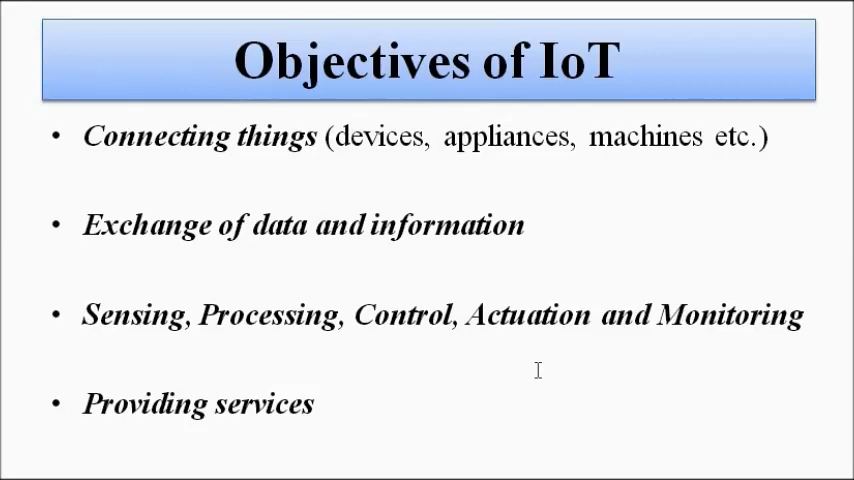 Objectives of IoT
• Connecting things (devices, appliances, machines etc.)
• Exchange of data and information
• Sensing, Processing, Control, Actuation and Monitoring
• Providing services